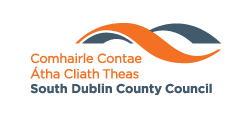 Comhairle Contae
Átha Cliath Theas
South Dublin County Council